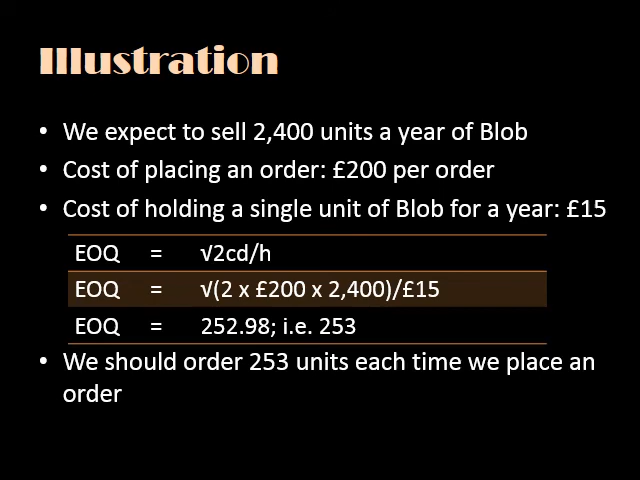 Illustration
• We expect to sell 2,400 units a year of Blob
• Cost of placing an order: £200 per order
• Cost of holding a single unit of Blob for a year: £15
EOQ = √2cd/h
EOQ = √(2 x £200 x 2,400)/£15
EOQ = 252.98; i.e. 253
• We should order 253 units each time we place an
order